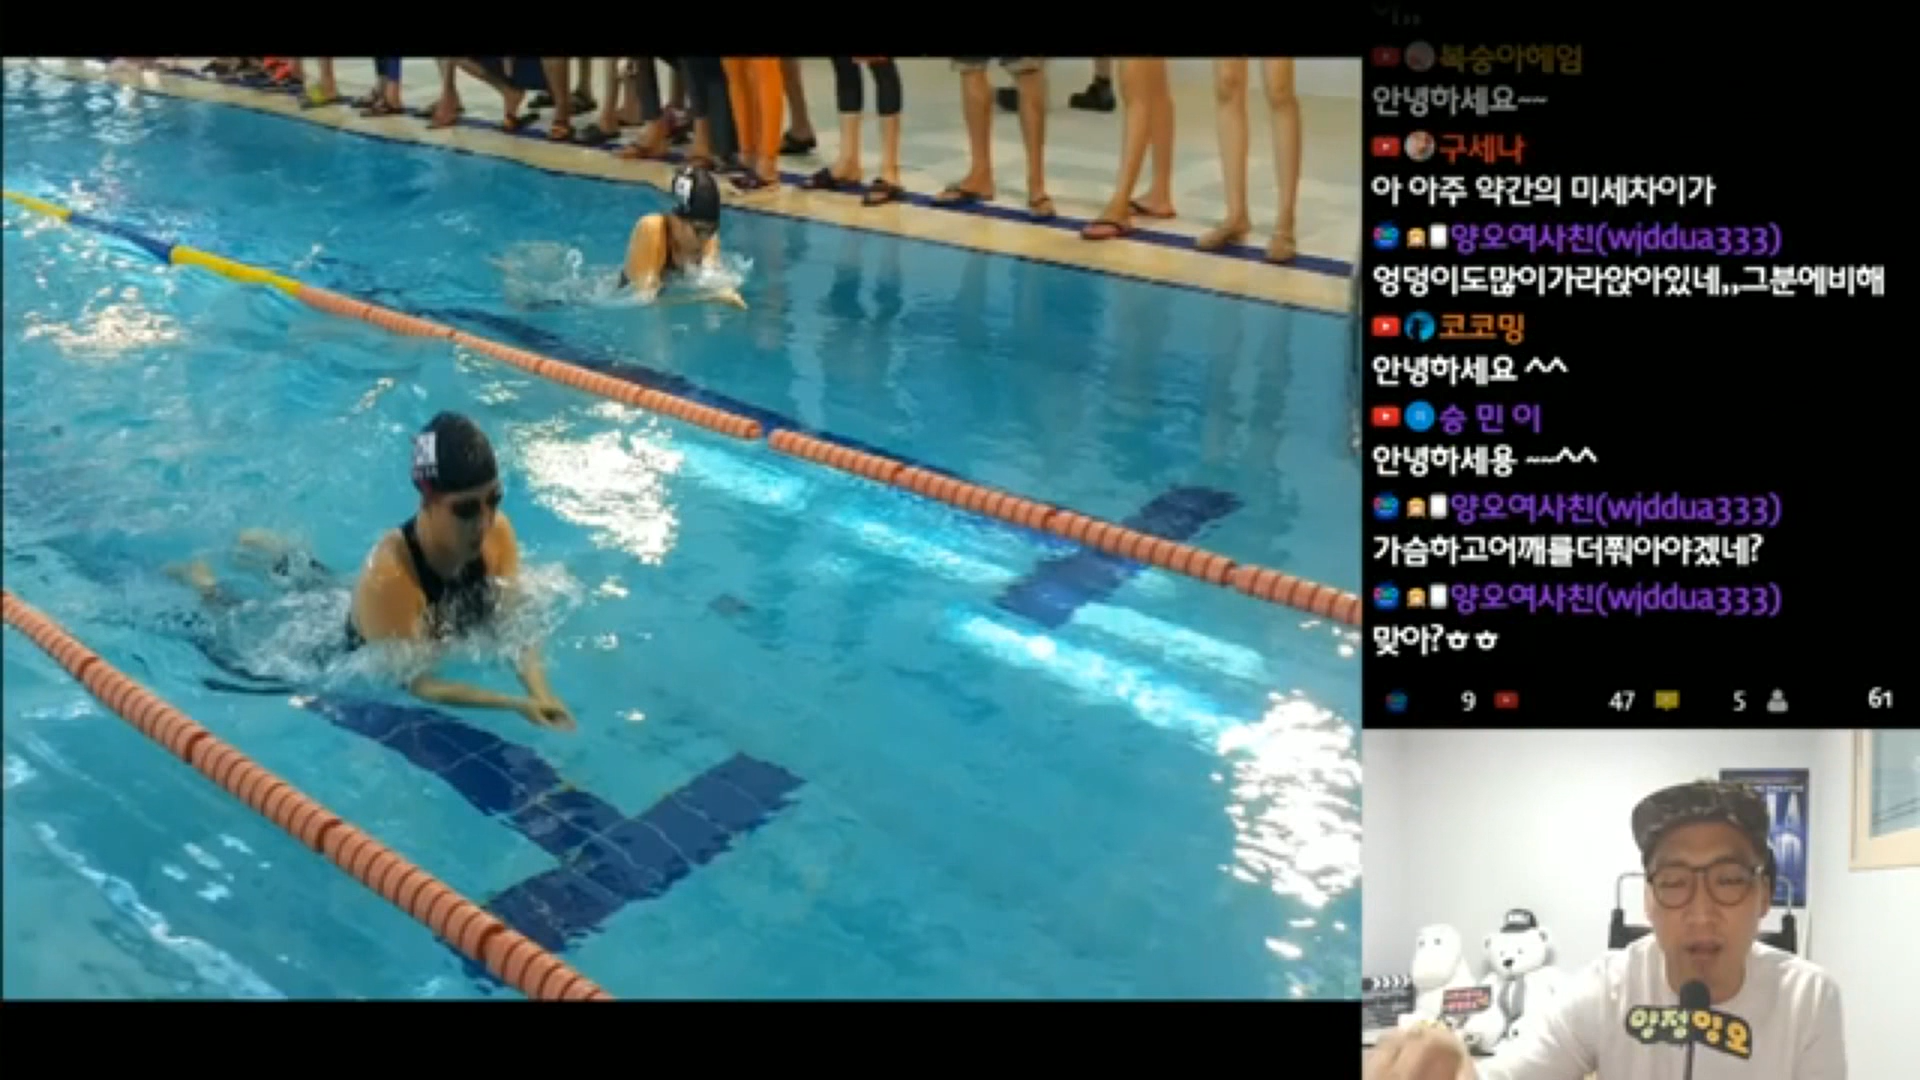 복숭아헤엄
안녕하세요~~
구세나
아 아주 약간의 미세차이가
양오여사친(wjddua333)
엉덩이도많이가라앉아있네,,그분에비해
코코밍
안녕하세요 ^^
승 민 이
안녕하세용 ~~^^
양오여사친(wjddua333)
가슴하고어깨를더쭤아야겠네?
양오여사친(wjddua333)
맞아?ㅎㅎ
9 47 5 61
양정양오